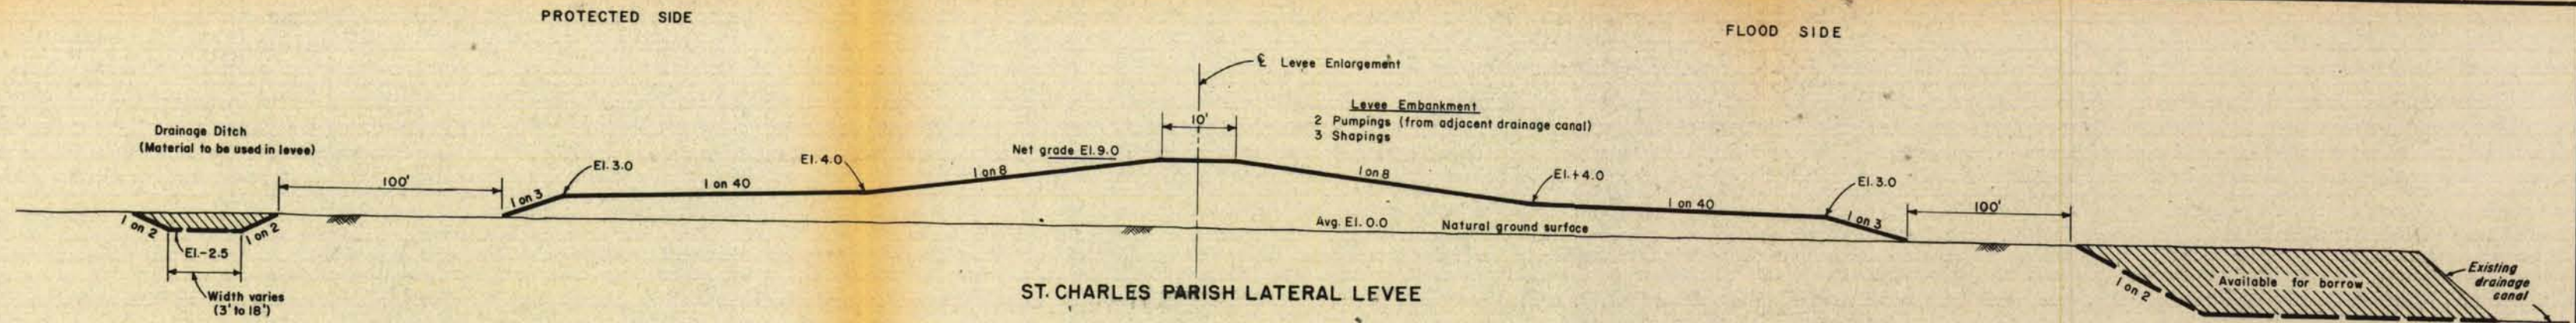 PROTECTED SIDE
FLOOD SIDE
℄ Levee Enlargement
Levee Embankment
2 Pumpings (from adjacent drainage canal)
3 Shapings
10'
Drainage Ditch
(Material to be used in levee)
Net grade El.9.0
El. 3.0
El. 4.0
100'
1 on 3
1 on 40
1 on 8
1 on 8
El.+4.0
1 on 40
El. 3.0
1 on 3
100'
1 on 2
El.-2.5
1 on 2
Width varies
(3' to 18')
Avg. El. 0.0
Natural ground surface
1 on 2
Available for borrow
Existing
drainage
canal
ST. CHARLES PARISH LATERAL LEVEE